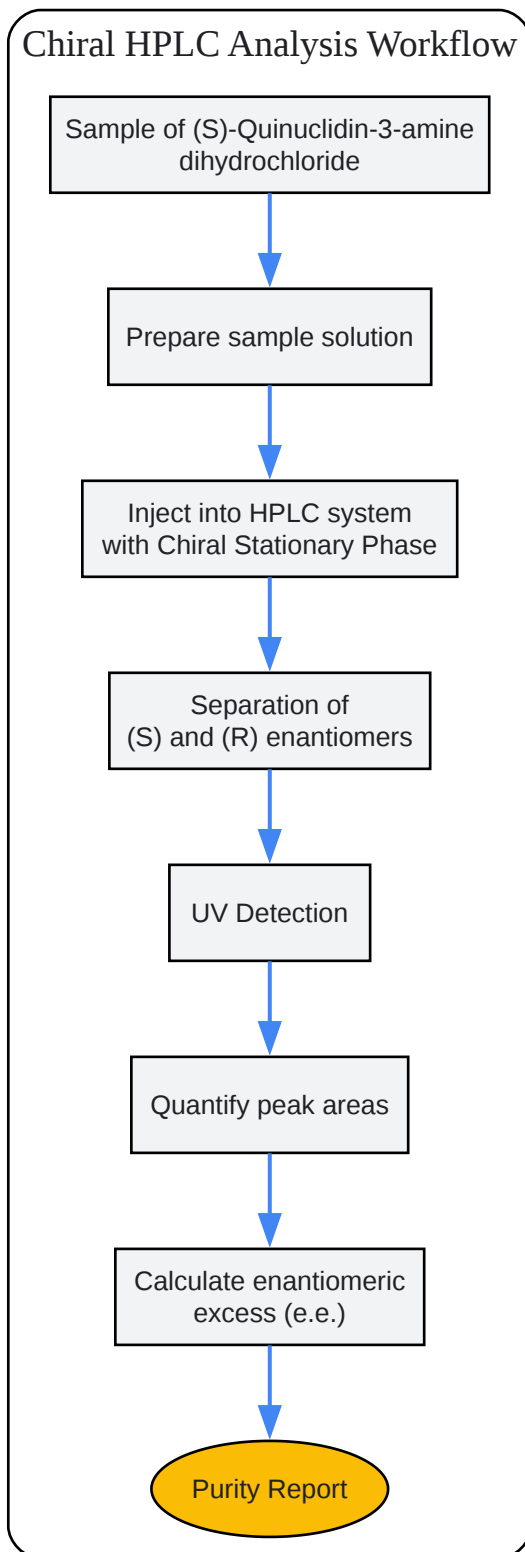 Chiral HPLC Analysis Workflow
Sample of (S)-Quinuclidin-3-amine
dihydrochloride
Prepare sample solution
Inject into HPLC system
with Chiral Stationary Phase
Separation of
(S) and (R) enantiomers
UV Detection
Quantify peak areas
Calculate enantiomeric
excess (e.e.)
Purity Report